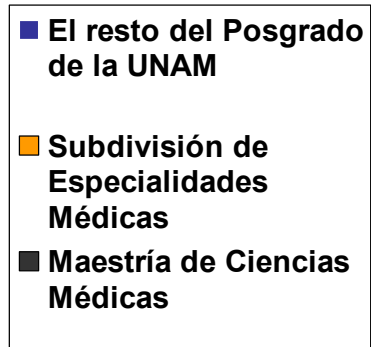 El resto del Posgrado
de la UNAM
Subdivisión de
Especialidades
Médicas
Maestría de Ciencias
Médicas